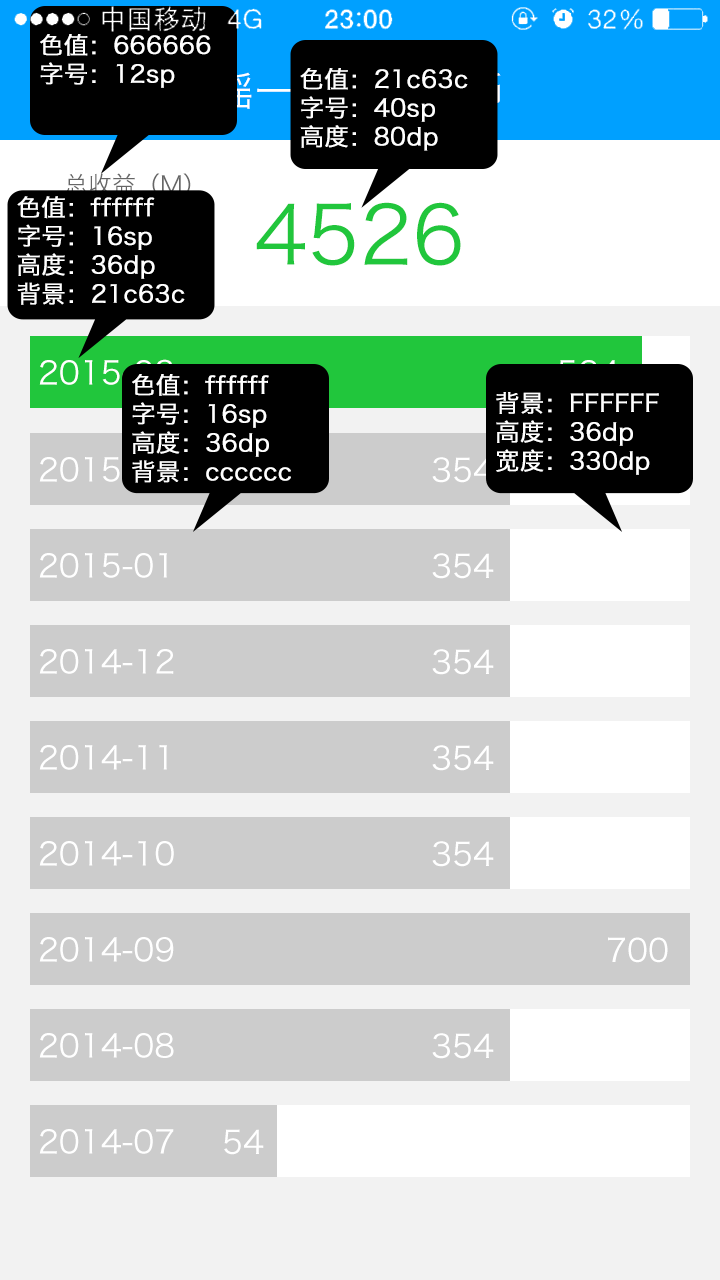 中国移动 4G 23:00 32%
色值：666666
字号：12sp
摇一
色值：21c63c
字号：40sp
高度：80dp
总收益（M）
4526
色值：ffffff
字号：16sp
高度：36dp
背景：21c63c
2015
色值：ffffff
字号：16sp
高度：36dp
背景：cccccc
背景：FFFFFF
高度：36dp
宽度：330dp
2015 354
2015-01 354
2014-12 354
2014-11 354
2014-10 354
2014-09 700
2014-08 354
2014-07 54